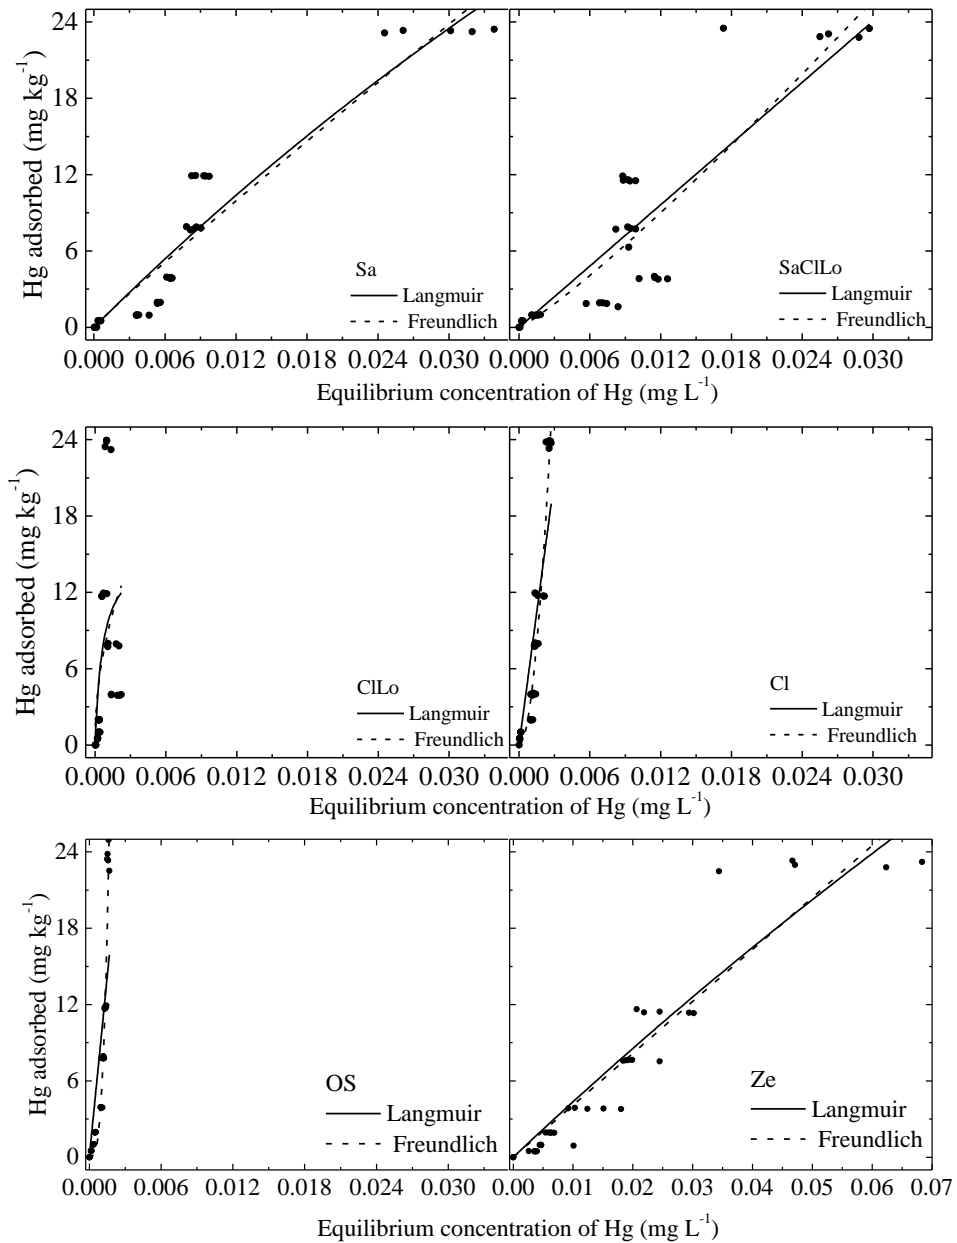 24
18
12
6
0
Hg adsorbed (mg kg⁻¹)
Sa
Langmuir
Freundlich
SaClLo
Langmuir
Freundlich
0.000 0.006 0.012 0.018 0.024 0.030 0.000 0.006 0.012 0.018 0.024 0.030
Equilibrium concentration of Hg (mg L⁻¹)
24
18
12
6
0
Hg adsorbed (mg kg⁻¹)
ClLo
Langmuir
Freundlich
Cl
Langmuir
Freundlich
0.000 0.006 0.012 0.018 0.024 0.030 0.000 0.006 0.012 0.018 0.024 0.030
Equilibrium concentration of Hg (mg L⁻¹)
24
18
12
6
0
Hg adsorbed (mg kg⁻¹)
OS
Langmuir
Freundlich
Ze
Langmuir
Freundlich
0.000 0.006 0.012 0.018 0.024 0.030 0.00 0.01 0.02 0.03 0.04 0.05 0.06 0.07
Equilibrium concentration of Hg (mg L⁻¹)